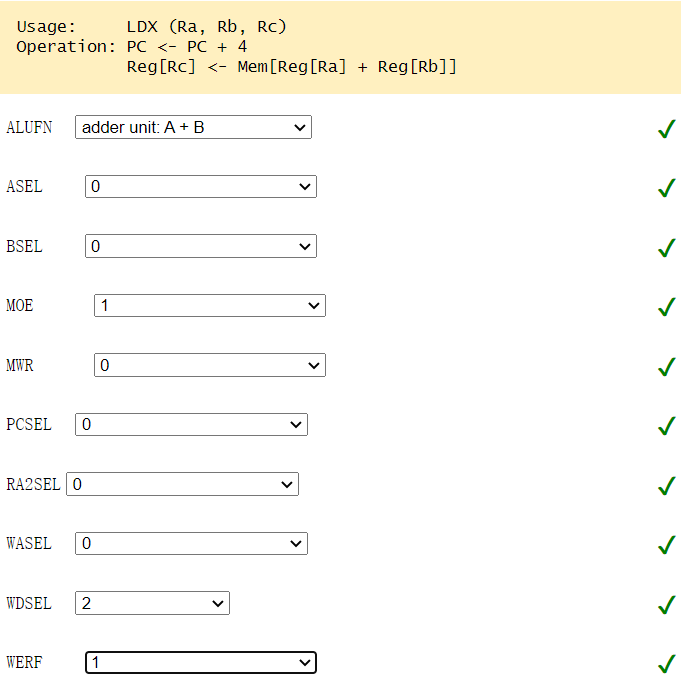 Usage: LDX (Ra, Rb, Rc)
Operation: PC <- PC + 4
Reg[Rc] <- Mem[Reg[Ra] + Reg[Rb]]
ALUFN adder unit: A + B
ASEL 0
BSEL 0
MOE 1
MWR 0
PCSEL 0
RA2SEL 0
WASEL 0
WDSEL 2
WERF 1